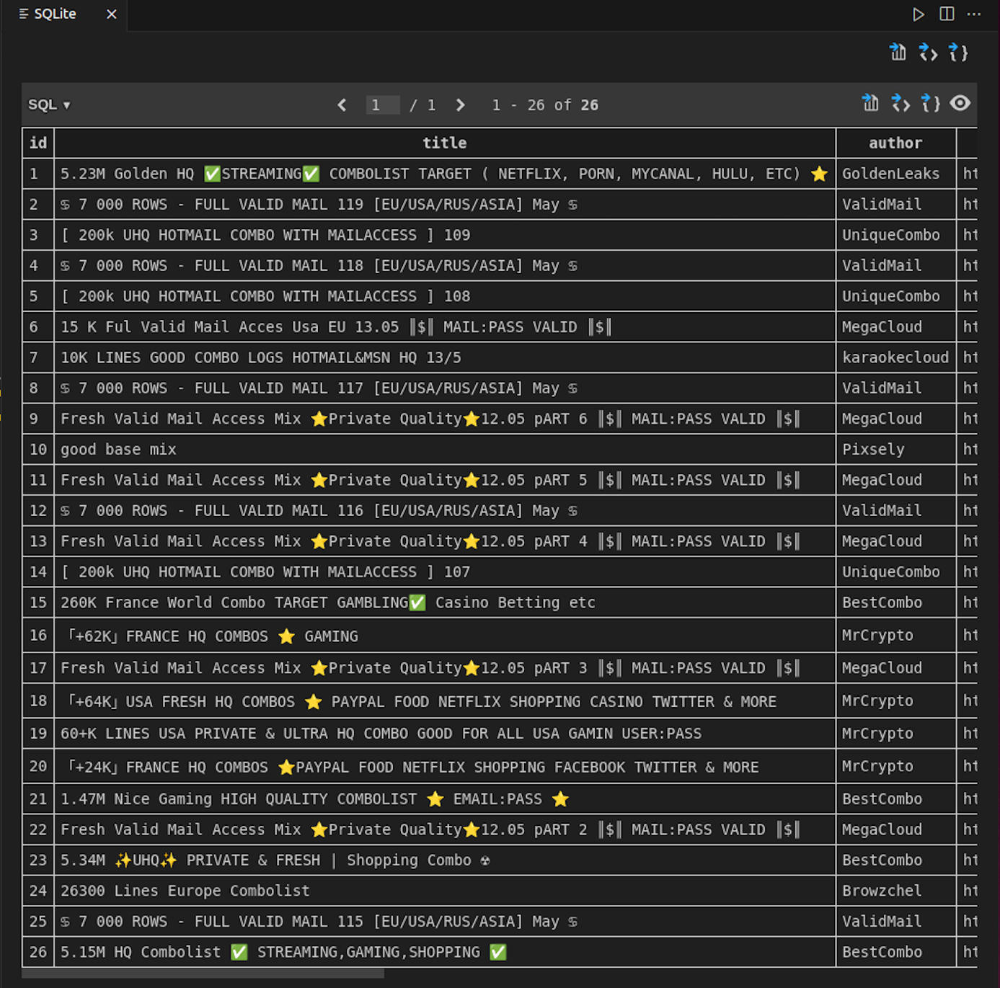 SQLite
SQL ▾ 1 / 1 1 - 26 of 26
id title author
1 5.23M Golden HQ ✅STREAMING✅ COMBOLIST TARGET ( NETFLIX, PORN, MYCANAL, HULU, ETC) ⭐ GoldenLeaks ht
2 ಽ 7 000 ROWS - FULL VALID MAIL 119 [EU/USA/RUS/ASIA] May ಽ ValidMail ht
3 [ 200k UHQ HOTMAIL COMBO WITH MAILACCESS ] 109 UniqueCombo ht
4 ಽ 7 000 ROWS - FULL VALID MAIL 118 [EU/USA/RUS/ASIA] May ಽ ValidMail ht
5 [ 200k UHQ HOTMAIL COMBO WITH MAILACCESS ] 108 UniqueCombo ht
6 15 K Ful Valid Mail Acces Usa EU 13.05 ║$║ MAIL:PASS VALID ║$║ MegaCloud ht
7 10K LINES GOOD COMBO LOGS HOTMAIL&MSN HQ 13/5 karaokecloud ht
8 ಽ 7 000 ROWS - FULL VALID MAIL 117 [EU/USA/RUS/ASIA] May ಽ ValidMail ht
9 Fresh Valid Mail Access Mix ⭐Private Quality⭐12.05 pART 6 ║$║ MAIL:PASS VALID ║$║ MegaCloud ht
10 good base mix Pixsely ht
11 Fresh Valid Mail Access Mix ⭐Private Quality⭐12.05 pART 5 ║$║ MAIL:PASS VALID ║$║ MegaCloud ht
12 ಽ 7 000 ROWS - FULL VALID MAIL 116 [EU/USA/RUS/ASIA] May ಽ ValidMail ht
13 Fresh Valid Mail Access Mix ⭐Private Quality⭐12.05 pART 4 ║$║ MAIL:PASS VALID ║$║ MegaCloud ht
14 [ 200k UHQ HOTMAIL COMBO WITH MAILACCESS ] 107 UniqueCombo ht
15 260K France World Combo TARGET GAMBLING✅ Casino Betting etc BestCombo ht
16 「+62K」FRANCE HQ COMBOS ⭐ GAMING MrCrypto ht
17 Fresh Valid Mail Access Mix ⭐Private Quality⭐12.05 pART 3 ║$║ MAIL:PASS VALID ║$║ MegaCloud ht
18 「+64K」USA FRESH HQ COMBOS ⭐ PAYPAL FOOD NETFLIX SHOPPING CASINO TWITTER & MORE MrCrypto ht
19 60+K LINES USA PRIVATE & ULTRA HQ COMBO GOOD FOR ALL USA GAMIN USER:PASS MrCrypto ht
20 「+24K」FRANCE HQ COMBOS ⭐PAYPAL FOOD NETFLIX SHOPPING FACEBOOK TWITTER & MORE MrCrypto ht
21 1.47M Nice Gaming HIGH QUALITY COMBOLIST ⭐ EMAIL:PASS ⭐ BestCombo ht
22 Fresh Valid Mail Access Mix ⭐Private Quality⭐12.05 pART 2 ║$║ MAIL:PASS VALID ║$║ MegaCloud ht
23 5.34M ✨UHQ✨ PRIVATE & FRESH | Shopping Combo ☢ BestCombo ht
24 26300 Lines Europe Combolist Browzchel ht
25 ಽ 7 000 ROWS - FULL VALID MAIL 115 [EU/USA/RUS/ASIA] May ಽ ValidMail ht
26 5.15M HQ Combolist ✅ STREAMING,GAMING,SHOPPING ✅ BestCombo ht